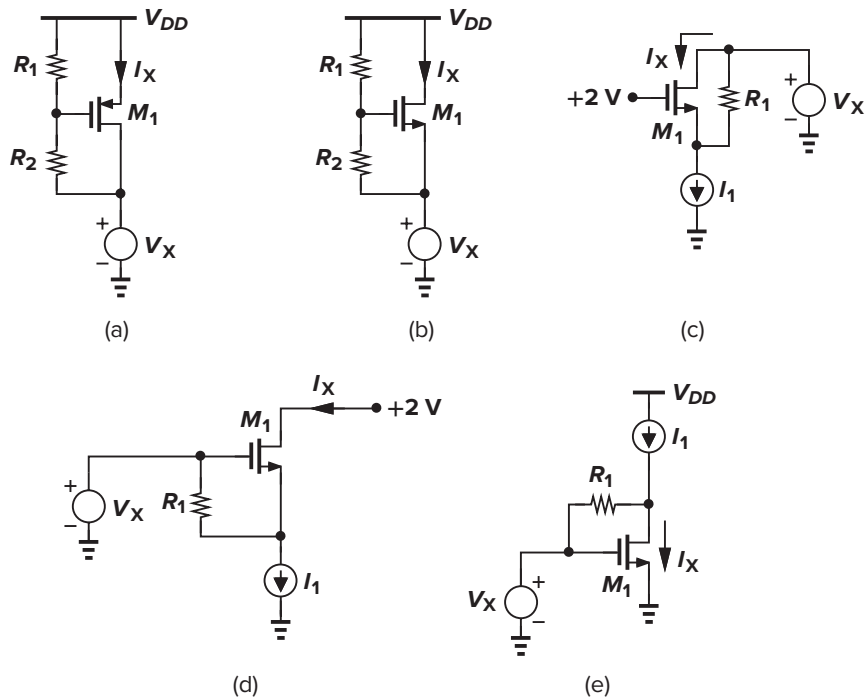 V_DD
R_1
I_X
M_1
R_2
+
−
V_X
(a)
V_DD
R_1
I_X
M_1
R_2
+
−
V_X
(b)
I_X
+2 V
M_1
R_1
+
−
V_X
I_1
(c)
I_X
+2 V
M_1
+
−
V_X
R_1
I_1
(d)
V_DD
I_1
R_1
M_1
I_X
V_X
+
−
(e)